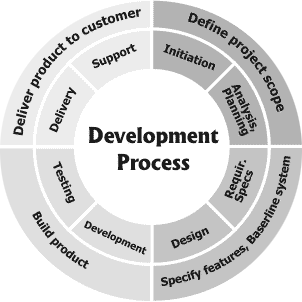 Development
Process
Define project scope
Initiation
Analysis,
Planning
Requir.
Specs
Design
Specify features, Baserline system
Development
Testing
Build product
Delivery
Support
Deliver product to customer